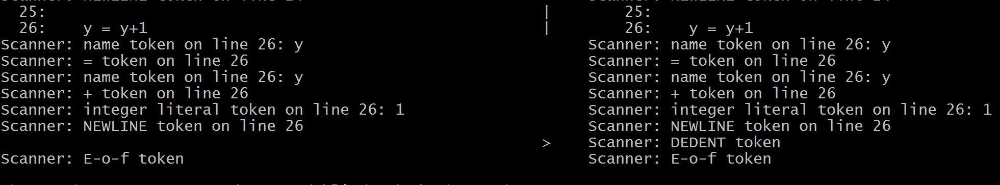 25: | 25:
26: y = y+1 | 26: y = y+1
Scanner: name token on line 26: y Scanner: name token on line 26: y
Scanner: = token on line 26 Scanner: = token on line 26
Scanner: name token on line 26: y Scanner: name token on line 26: y
Scanner: + token on line 26 Scanner: + token on line 26
Scanner: integer literal token on line 26: 1 Scanner: integer literal token on line 26: 1
Scanner: NEWLINE token on line 26 Scanner: NEWLINE token on line 26
> Scanner: DEDENT token
Scanner: E-o-f token Scanner: E-o-f token